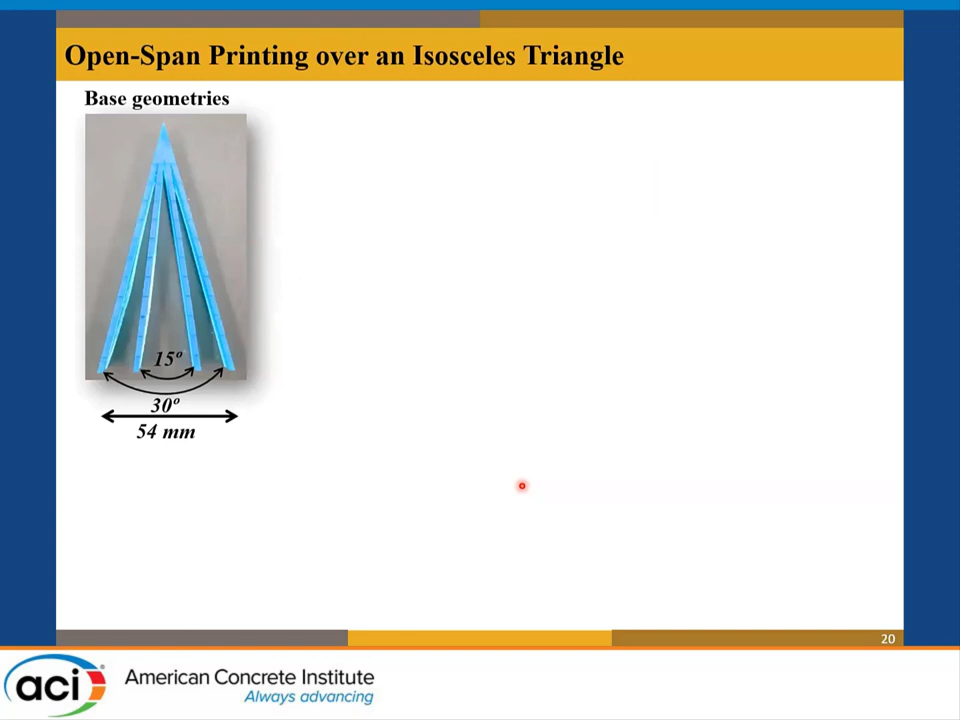 Open-Span Printing over an Isosceles Triangle
Base geometries
15º
30º
54 mm
20
aci
American Concrete Institute
Always advancing